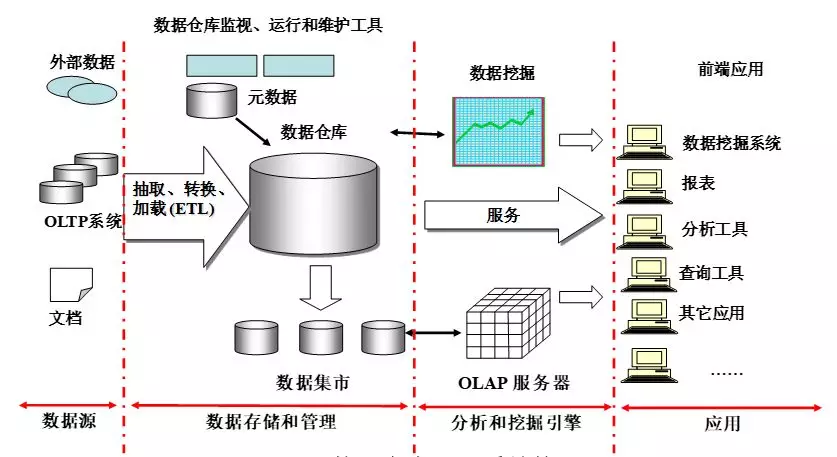 数据仓库监视、运行和维护工具
外部数据
元数据
数据仓库
数据挖掘
前端应用
数据挖掘系统
抽取、转换、
加载(ETL)
OLTP系统
服务
报表
分析工具
查询工具
文档
其它应用
数据集市
OLAP 服务器
……
数据源
数据存储和管理
分析和挖掘引擎
应用